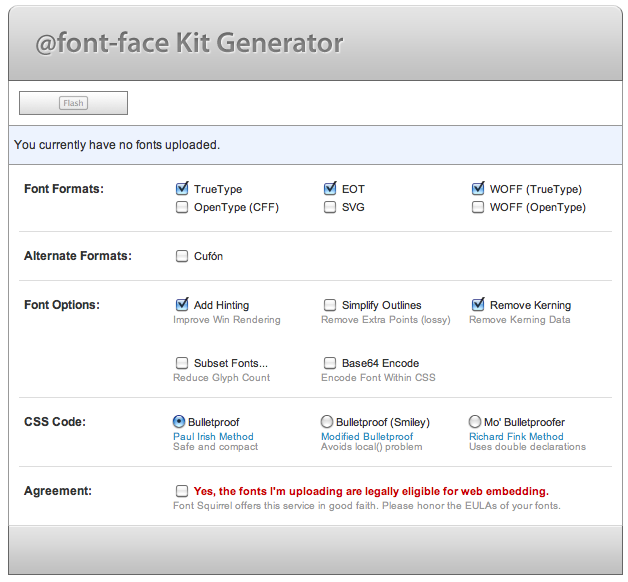 @font-face Kit Generator
Flash
You currently have no fonts uploaded.
Font Formats: TrueType EOT WOFF (TrueType)
OpenType (CFF) SVG WOFF (OpenType)
Alternate Formats: Cufón
Font Options: Add Hinting Simplify Outlines Remove Kerning
Improve Win Rendering Remove Extra Points (lossy) Remove Kerning Data
Subset Fonts... Base64 Encode
Reduce Glyph Count Encode Font Within CSS
CSS Code: Bulletproof Bulletproof (Smiley) Mo' Bulletproofer
Paul Irish Method Modified Bulletproof Richard Fink Method
Safe and compact Avoids local() problem Uses double declarations
Agreement: Yes, the fonts I'm uploading are legally eligible for web embedding.
Font Squirrel offers this service in good faith. Please honor the EULAs of your fonts.